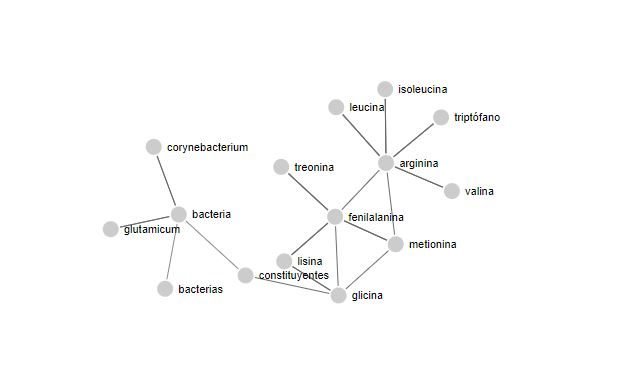 isoleucina
leucina
triptófano
corynebacterium
arginina
treonina
valina
bacteria
fenilalanina
glutamicum
metionina
lisina
constituyentes
bacterias
glicina